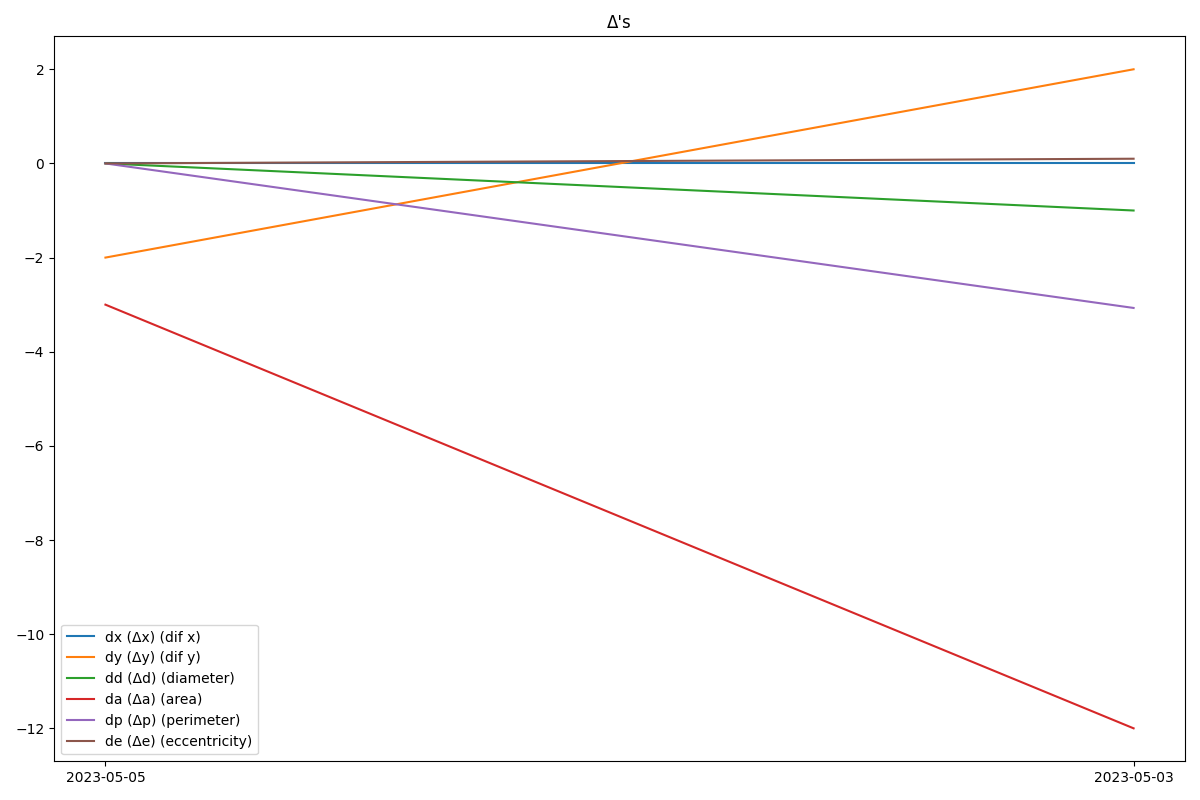 Δ's
2
0
−2
−4
−6
−8
−10
−12
dx (Δx) (dif x)
dy (Δy) (dif y)
dd (Δd) (diameter)
da (Δa) (area)
dp (Δp) (perimeter)
de (Δe) (eccentricity)
2023-05-05 2023-05-03